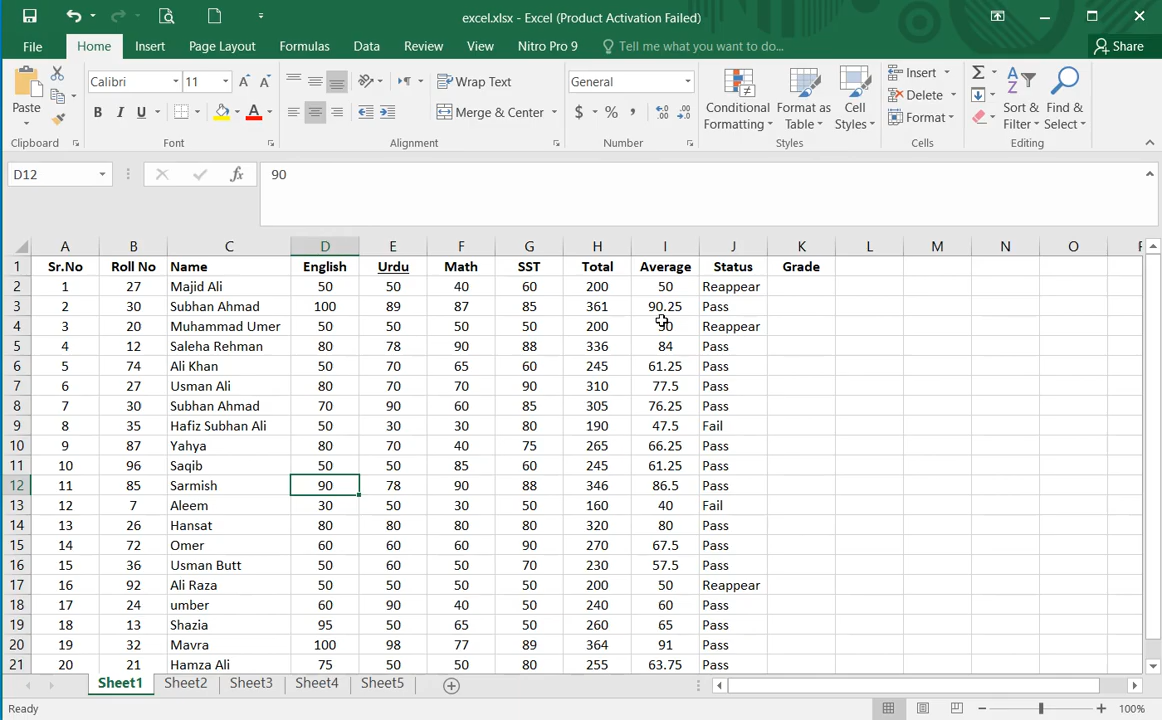 excel.xlsx - Excel (Product Activation Failed)
File Home Insert Page Layout Formulas Data Review View Nitro Pro 9 Tell me what you want to do... Share
Paste Calibri 11 Wrap Text General Conditional Formatting Format as Table Cell Styles Insert Sort & Filter Find & Select
B I U Merge & Center $ % , Delete
Format
Clipboard Font Alignment Number Styles Cells Editing
D12 fx 90
A B C D E F G H I J K L M N O
1 Sr.No Roll No Name English Urdu Math SST Total Average Status Grade
2 1 27 Majid Ali 50 50 40 60 200 50 Reappear
3 2 30 Subhan Ahmad 100 89 87 85 361 90.25 Pass
4 3 20 Muhammad Umer 50 50 50 50 200 50 Reappear
5 4 12 Saleha Rehman 80 78 90 88 336 84 Pass
6 5 74 Ali Khan 50 70 65 60 245 61.25 Pass
7 6 27 Usman Ali 80 70 70 90 310 77.5 Pass
8 7 30 Subhan Ahmad 70 90 60 85 305 76.25 Pass
9 8 35 Hafiz Subhan Ali 50 30 30 80 190 47.5 Fail
10 9 87 Yahya 80 70 40 75 265 66.25 Pass
11 10 96 Saqib 50 50 85 60 245 61.25 Pass
12 11 85 Sarmish 90 78 90 88 346 86.5 Pass
13 12 7 Aleem 30 50 30 50 160 40 Fail
14 13 26 Hansat 80 80 80 80 320 80 Pass
15 14 72 Omer 60 60 60 90 270 67.5 Pass
16 15 36 Usman Butt 50 60 50 70 230 57.5 Pass
17 16 92 Ali Raza 50 50 50 50 200 50 Reappear
18 17 24 umber 60 90 40 50 240 60 Pass
19 18 13 Shazia 95 50 65 50 260 65 Pass
20 19 32 Mavra 100 98 77 89 364 91 Pass
21 20 21 Hamza Ali 75 50 50 80 255 63.75 Pass
Sheet1 Sheet2 Sheet3 Sheet4 Sheet5
Ready 100%